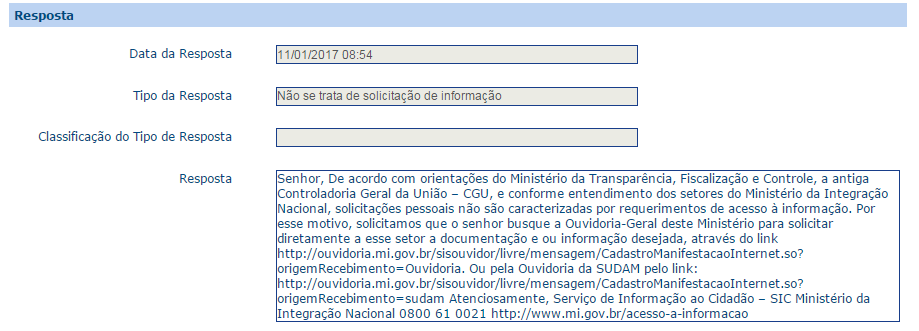 Resposta
Data da Resposta 11/01/2017 08:54
Tipo da Resposta Não se trata de solicitação de informação
Classificação do Tipo de Resposta
Resposta Senhor, De acordo com orientações do Ministério da Transparência, Fiscalização e Controle, a antiga
Controladoria Geral da União – CGU, e conforme entendimento dos setores do Ministério da Integração
Nacional, solicitações pessoais não são caracterizadas por requerimentos de acesso à informação. Por
esse motivo, solicitamos que o senhor busque a Ouvidoria-Geral deste Ministério para solicitar
diretamente a esse setor a documentação e ou informação desejada, através do link
http://ouvidoria.mi.gov.br/sisouvidor/livre/mensagem/CadastroManifestacaoInternet.so?
origemRecebimento=Ouvidoria. Ou pela Ouvidoria da SUDAM pelo link:
http://ouvidoria.mi.gov.br/sisouvidor/livre/mensagem/CadastroManifestacaoInternet.so?
origemRecebimento=sudam Atenciosamente, Serviço de Informação ao Cidadão – SIC Ministério da
Integração Nacional 0800 61 0021 http://www.mi.gov.br/acesso-a-informacao